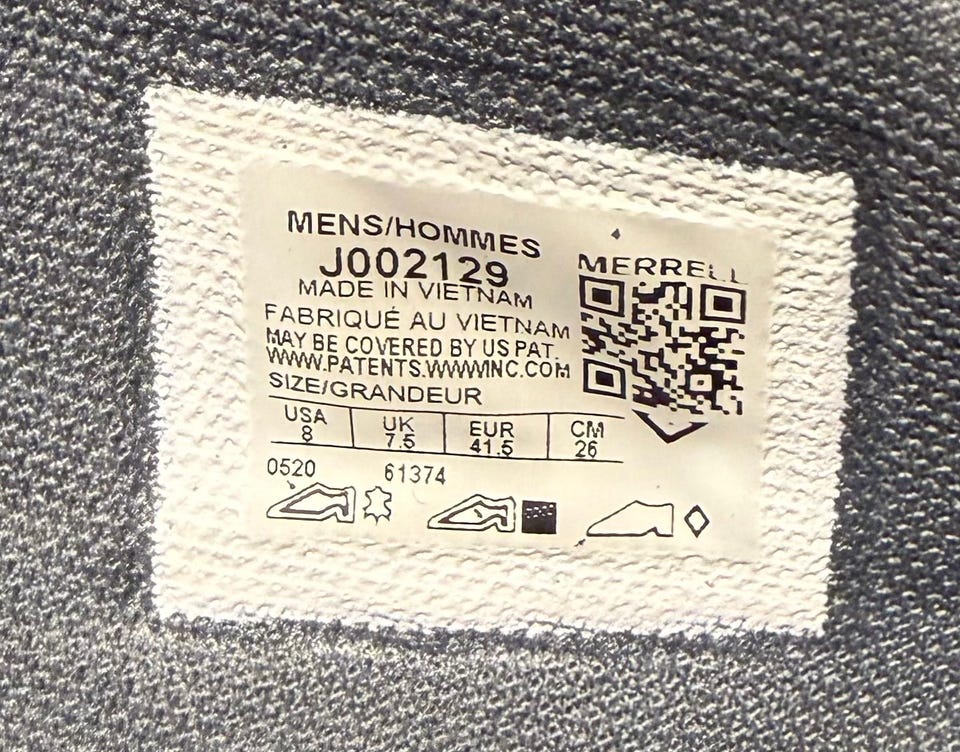 MENS/HOMMES
J002129
MADE IN VIETNAM
FABRIQUÉ AU VIETNAM
MAY BE COVERED BY US PAT.
WWW.PATENTS.WWWINC.COM
SIZE/GRANDEUR
USA UK EUR CM
8 7.5 41.5 26
0520 61374
MERRELL